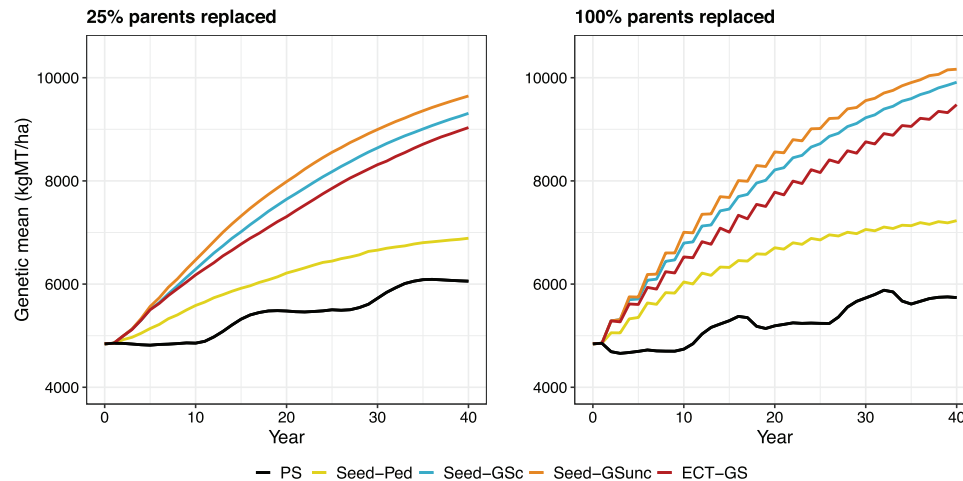 25% parents replaced
100% parents replaced
Genetic mean (kgMT/ha)
10000
8000
6000
4000
0 10 20 30 40
Year
10000
8000
6000
4000
0 10 20 30 40
Year
PS Seed−Ped Seed−GSc Seed−GSunc ECT−GS